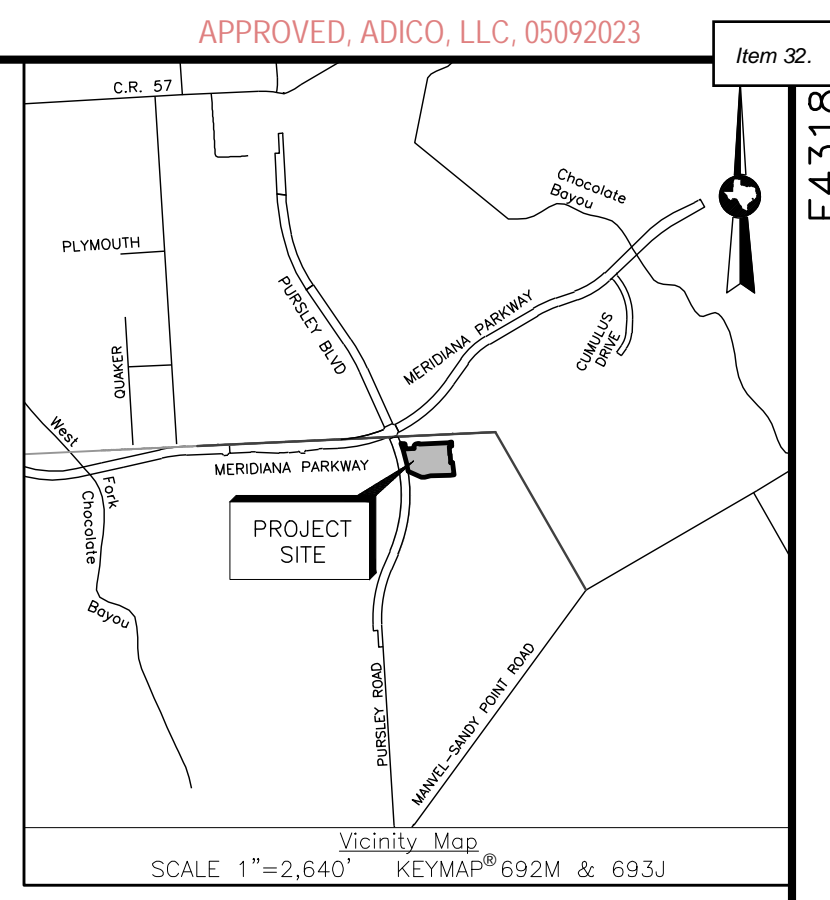 APPROVED, ADICO, LLC, 05092023
Item 32.
C.R. 57
Chocolate
Bayou
PLYMOUTH
PURSLEY BLVD
MERIDIANA PARKWAY
CUMULUS
DRIVE
QUAKER
West
Fork
Chocolate
Bayou
MERIDIANA PARKWAY
PROJECT
SITE
PURSLEY ROAD
MANVEL-SANDY POINT ROAD
Vicinity Map
SCALE 1"=2,640' KEYMAP® 692M & 693J